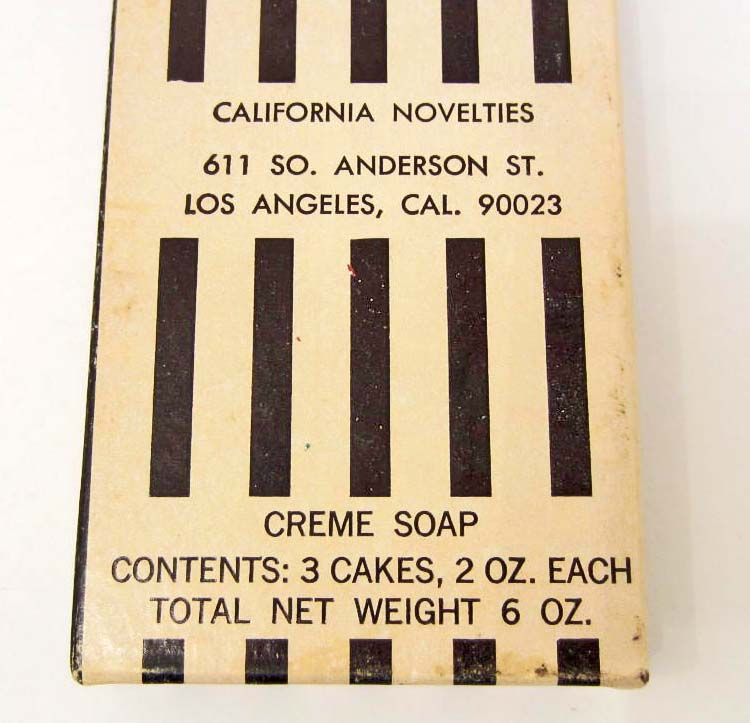 CALIFORNIA NOVELTIES
611 SO. ANDERSON ST.
LOS ANGELES, CAL. 90023
CREME SOAP
CONTENTS: 3 CAKES, 2 OZ. EACH
TOTAL NET WEIGHT 6 OZ.